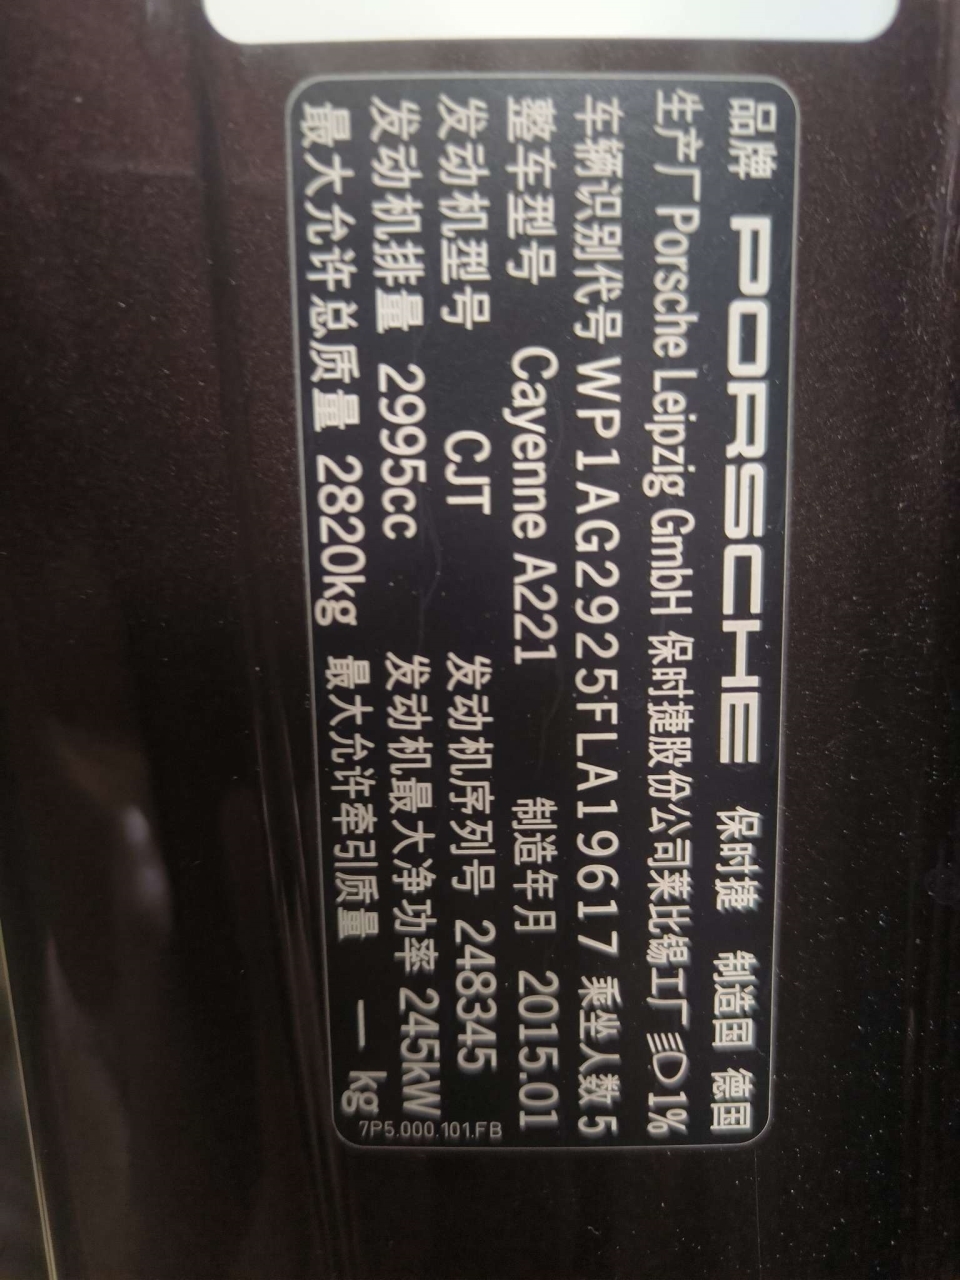 品牌 PORSCHE 保时捷 制造国 德国
生产厂 Porsche Leipzig GmbH 保时捷股份公司莱比锡工厂 1%
车辆识别代号 WP1AG2925FLA19617 乘坐人数 5
整车型号 Cayenne A221 制造年月 2015.01
发动机型号 CJT 发动机序列号 248345
发动机排量 2995cc 发动机最大净功率 245kW
最大允许总质量 2820kg 最大允许牵引质量 — kg
7P5.000.101.FB